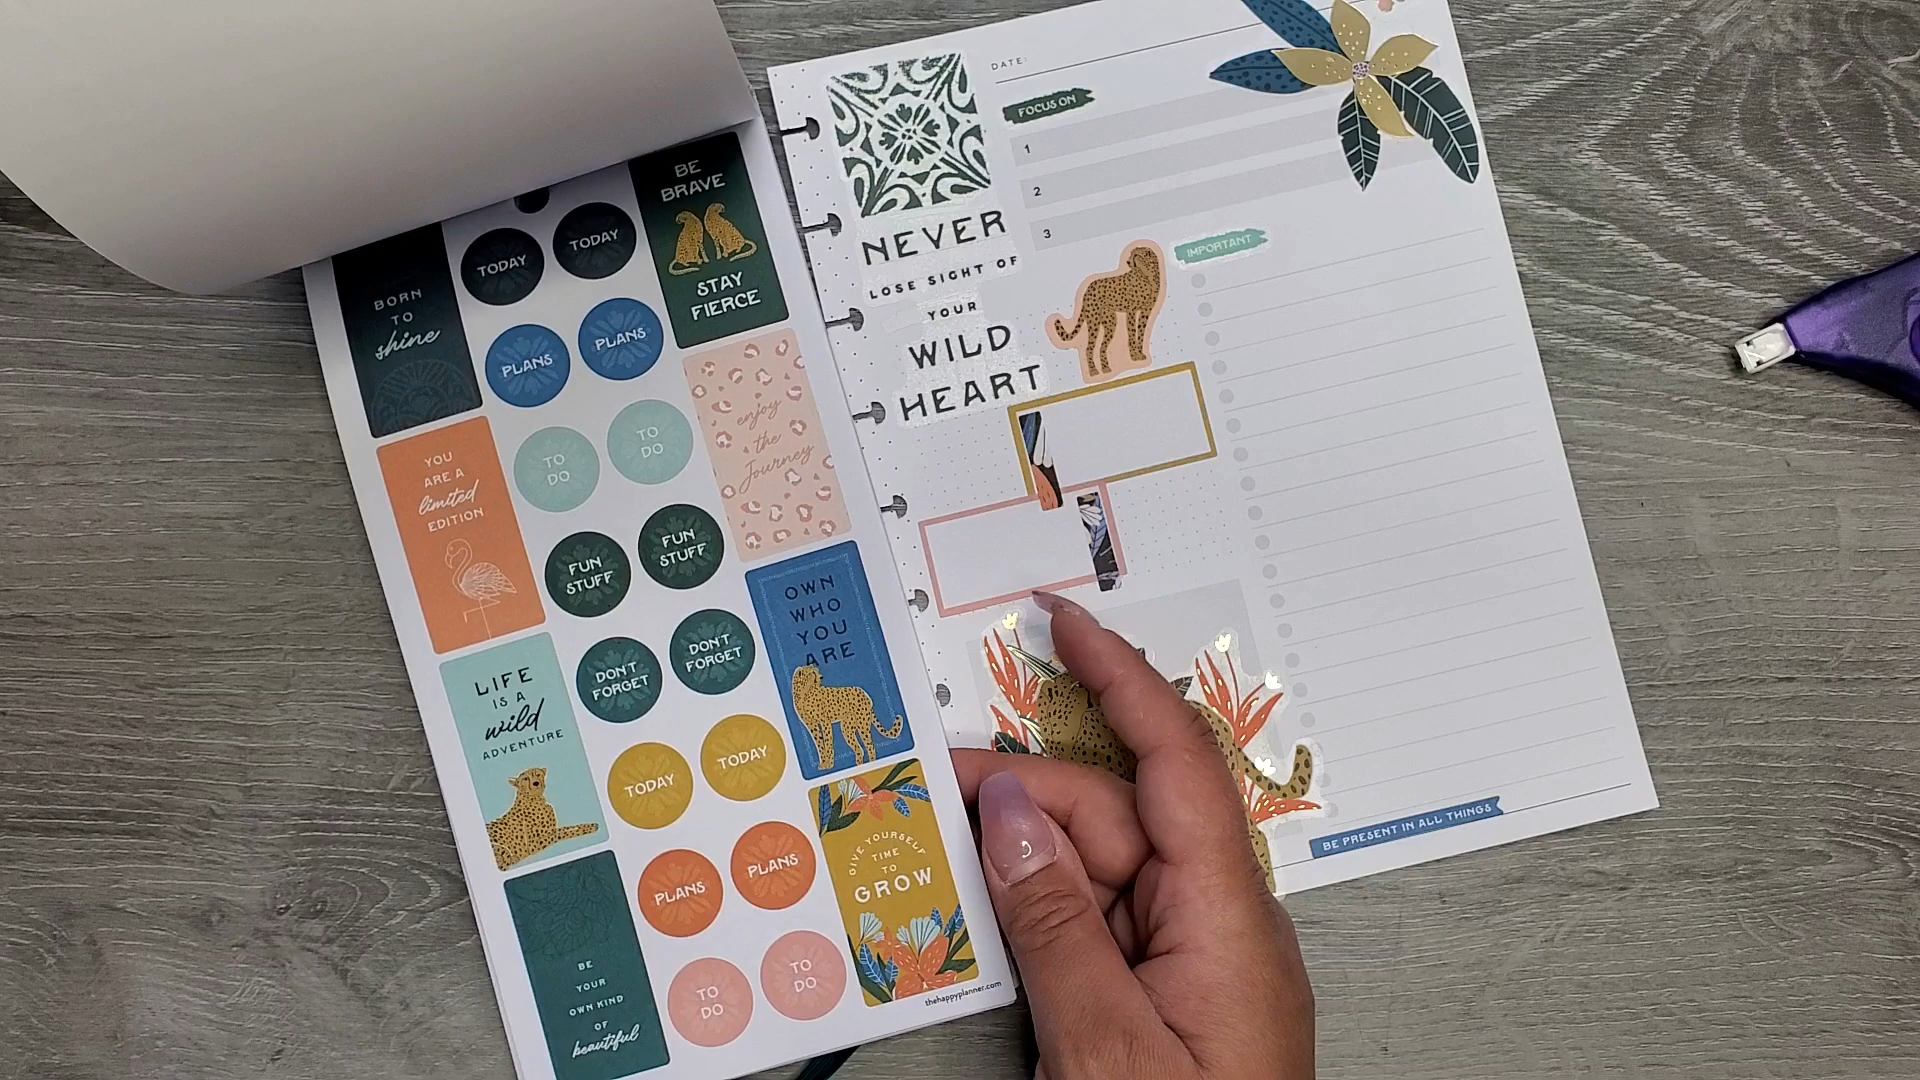 BORN
TO
shine
TODAY
TODAY
BE
BRAVE
STAY
FIERCE
PLANS
PLANS
YOU
ARE A
limited
EDITION
TO
DO
TO
DO
enjoy
the
Journey
FUN
STUFF
FUN
STUFF
LIFE
IS A
wild
ADVENTURE
DON'T
FORGET
DON'T
FORGET
OWN
WHO
YOU
ARE
TODAY
TODAY
BE
YOUR
OWN KIND
OF
beautiful
PLANS
PLANS
GIVE YOURSELF
TIME
TO
GROW
TO
DO
TO
DO
thehappyplanner.com
NEVER
LOSE SIGHT OF
YOUR
WILD
HEART
DATE:
FOCUS ON
1
2
3
IMPORTANT
BE PRESENT IN ALL THINGS